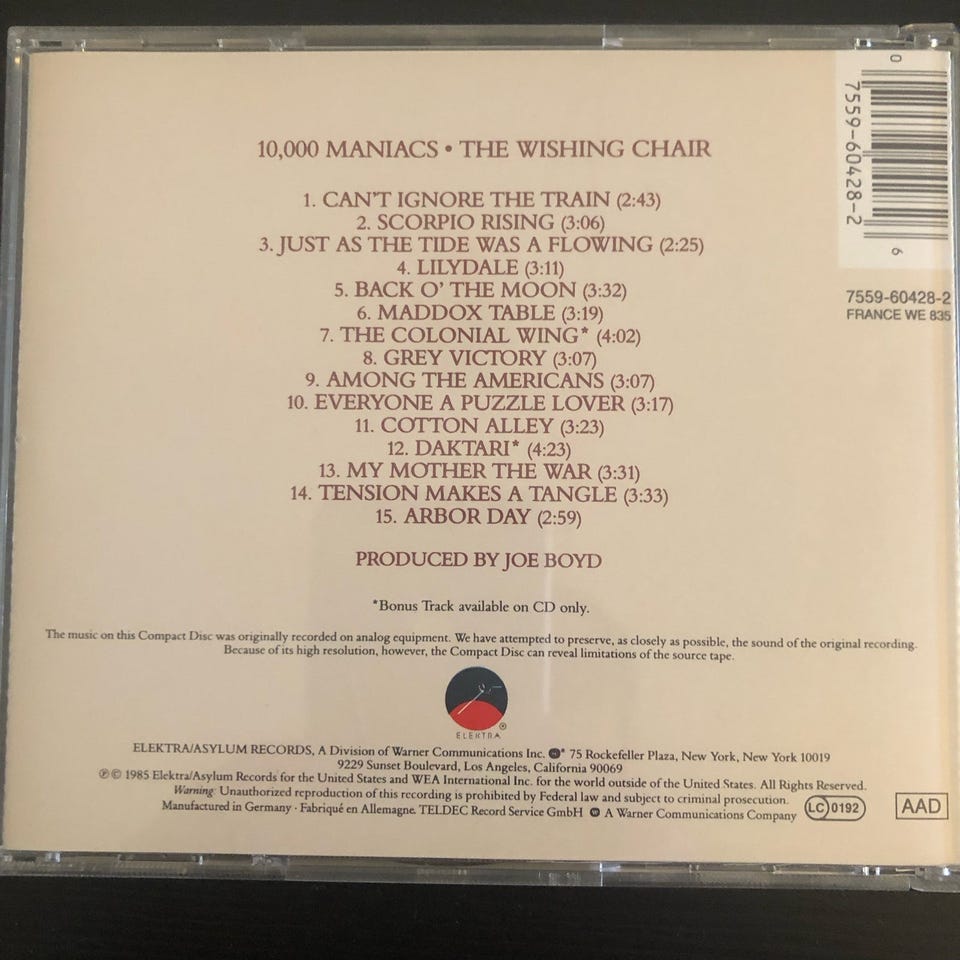 10,000 MANIACS • THE WISHING CHAIR
1. CAN'T IGNORE THE TRAIN (2:43)
2. SCORPIO RISING (3:06)
3. JUST AS THE TIDE WAS A FLOWING (2:25)
4. LILYDALE (3:11)
5. BACK O' THE MOON (3:32)
6. MADDOX TABLE (3:19)
7. THE COLONIAL WING* (4:02)
8. GREY VICTORY (3:07)
9. AMONG THE AMERICANS (3:07)
10. EVERYONE A PUZZLE LOVER (3:17)
11. COTTON ALLEY (3:23)
12. DAKTARI* (4:23)
13. MY MOTHER THE WAR (3:31)
14. TENSION MAKES A TANGLE (3:33)
15. ARBOR DAY (2:59)
PRODUCED BY JOE BOYD
*Bonus Track available on CD only.
0 7559-60428-2 6
7559-60428-2
FRANCE WE 835
The music on this Compact Disc was originally recorded on analog equipment. We have attempted to preserve, as closely as possible, the sound of the original recording.
Because of its high resolution, however, the Compact Disc can reveal limitations of the source tape.
ELEKTRA ®
ELEKTRA/ASYLUM RECORDS, A Division of Warner Communications Inc. * 75 Rockefeller Plaza, New York, New York 10019
9229 Sunset Boulevard, Los Angeles, California 90069
℗ © 1985 Elektra/Asylum Records for the United States and WEA International Inc. for the world outside of the United States. All Rights Reserved.
Warning: Unauthorized reproduction of this recording is prohibited by Federal law and subject to criminal prosecution.
Manufactured in Germany · Fabriqué en Allemagne. TELDEC Record Service GmbH A Warner Communications Company
LC 0192
AAD